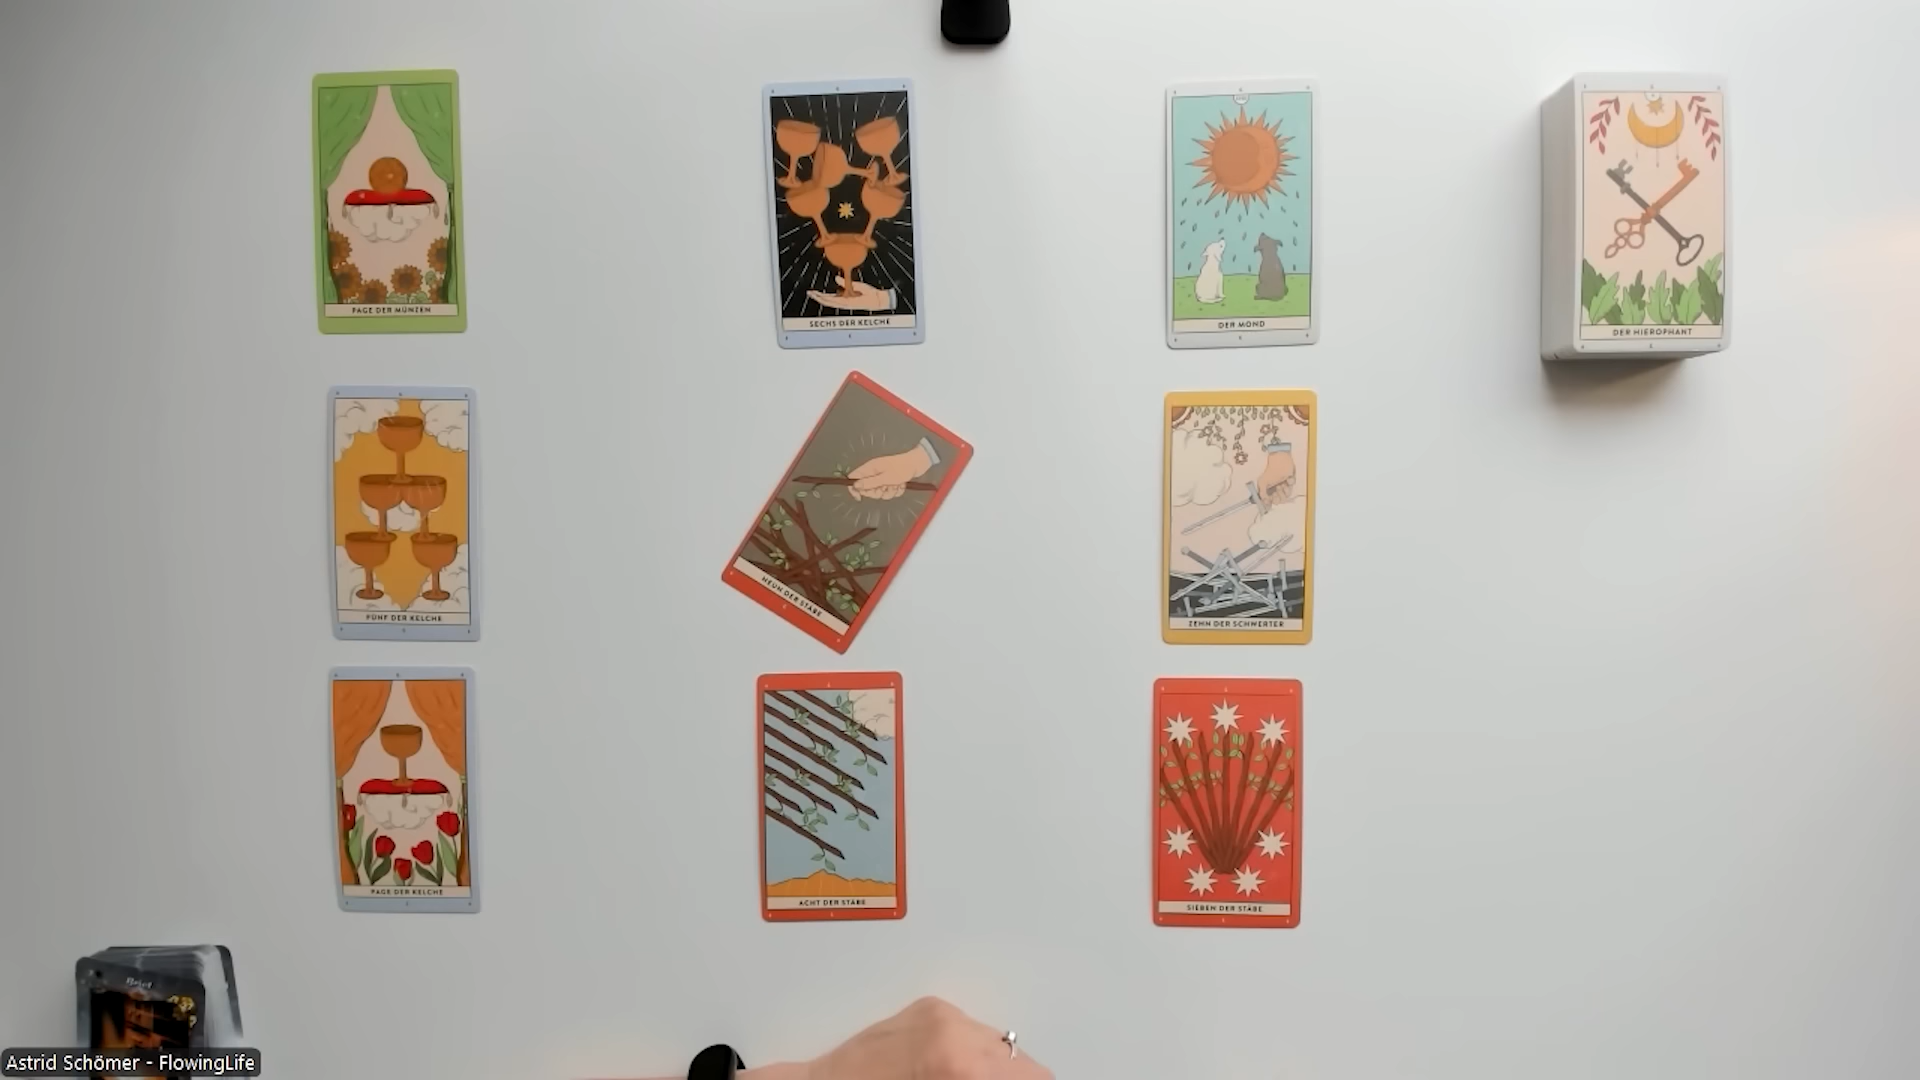 PAGE DER MÜNZEN
SECHS DER KELCHE
DER MOND
DER HIEROPHANT
FÜNF DER KELCHE
NEUN DER STÄBE
ZEHN DER SCHWERTER
PAGE DER KELCHE
ACHT DER STÄBE
SIEBEN DER STÄBE
Brief
Astrid Schömer - FlowingLife